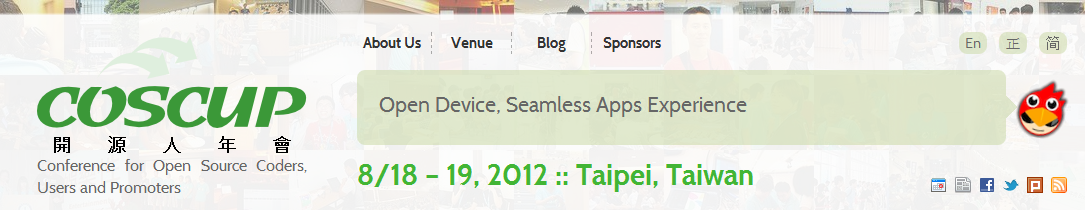 About Us
Venue
Blog
Sponsors
En
正
简
COSCUP
開源人年會
Conference for Open Source Coders,
Users and Promoters
Open Device, Seamless Apps Experience
8/18 – 19, 2012 :: Taipei, Taiwan